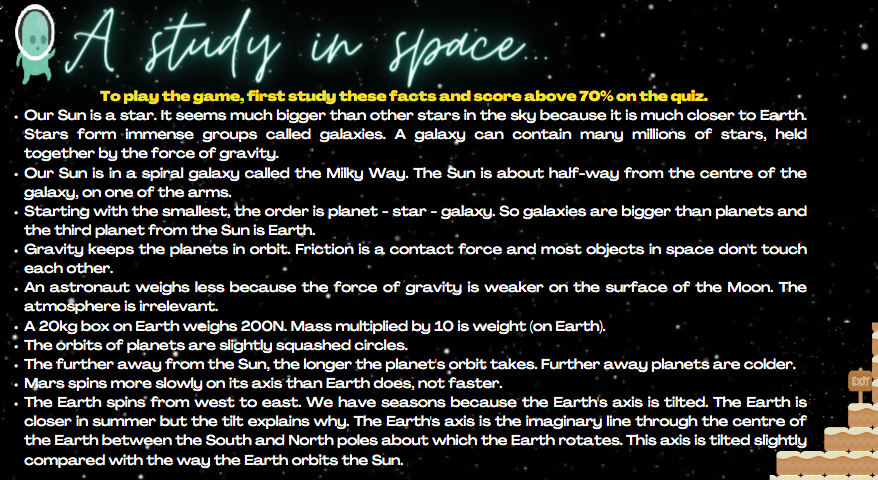 A study in space...
To play the game, first study these facts and score above 70% on the quiz.
• Our Sun is a star. It seems much bigger than other stars in the sky because it is much closer to Earth.
Stars form immense groups called galaxies. A galaxy can contain many millions of stars, held
together by the force of gravity.
• Our Sun is in a spiral galaxy called the Milky Way. The Sun is about half-way from the centre of the
galaxy, on one of the arms.
• Starting with the smallest, the order is planet - star - galaxy. So galaxies are bigger than planets and
the third planet from the Sun is Earth.
• Gravity keeps the planets in orbit. Friction is a contact force and most objects in space don't touch
each other.
• An astronaut weighs less because the force of gravity is weaker on the surface of the Moon. The
atmosphere is irrelevant.
• A 20kg box on Earth weighs 200N. Mass multiplied by 10 is weight (on Earth).
• The orbits of planets are slightly squashed circles.
• The further away from the Sun, the longer the planet's orbit takes. Further away planets are colder.
• Mars spins more slowly on its axis than Earth does, not faster.
• The Earth spins from west to east. We have seasons because the Earth's axis is tilted. The Earth is
closer in summer but the tilt explains why. The Earth's axis is the imaginary line through the centre of
the Earth between the South and North poles about which the Earth rotates. This axis is tilted slightly
compared with the way the Earth orbits the Sun.
EXIT